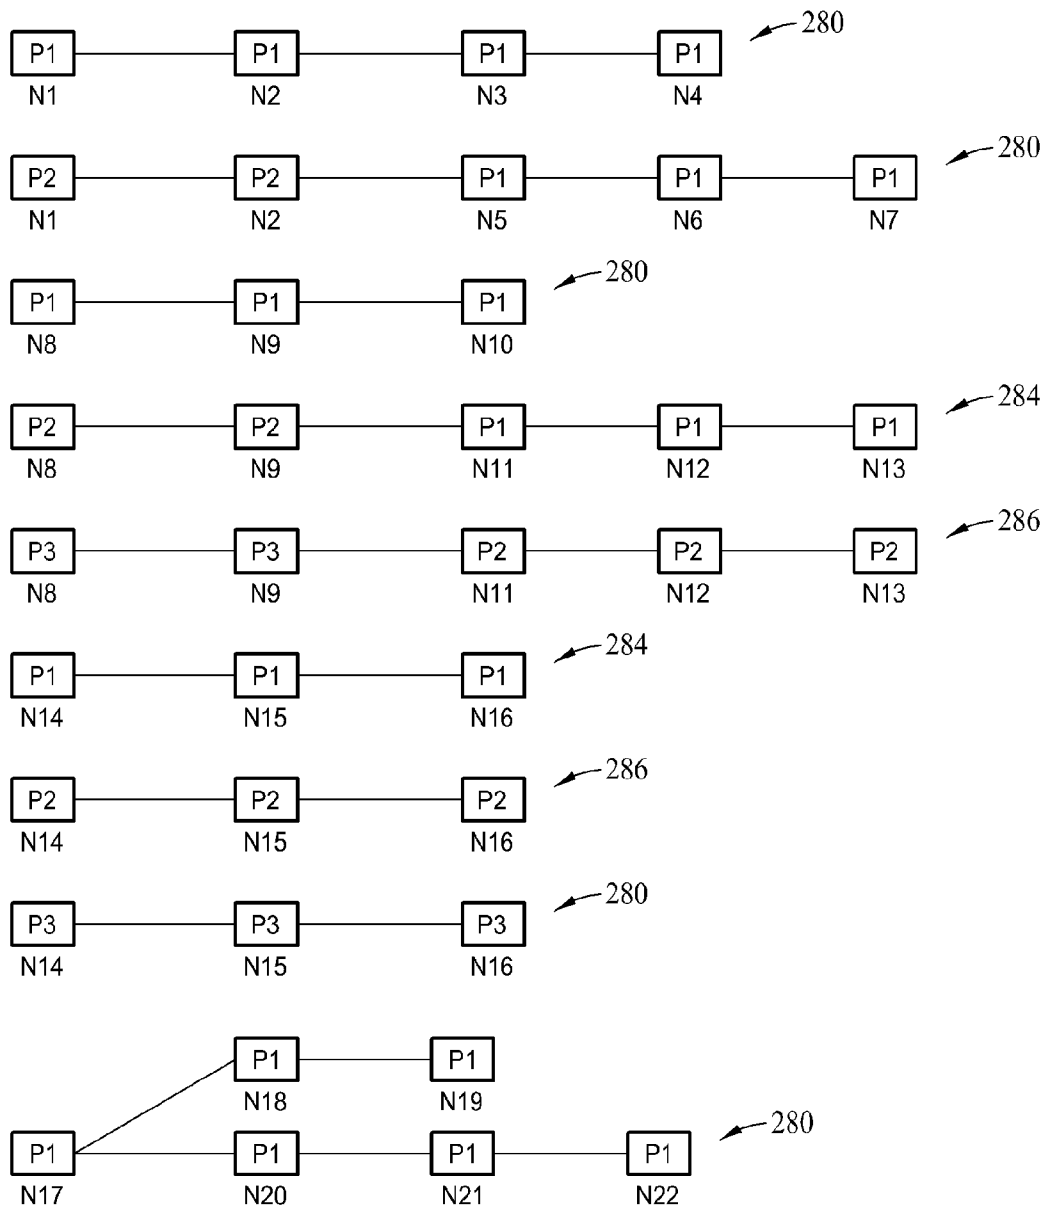 280
P1 P1 P1 P1
N1 N2 N3 N4
280
P2 P2 P1 P1 P1
N1 N2 N5 N6 N7
280
P1 P1 P1
N8 N9 N10
284
P2 P2 P1 P1 P1
N8 N9 N11 N12 N13
286
P3 P3 P2 P2 P2
N8 N9 N11 N12 N13
284
P1 P1 P1
N14 N15 N16
286
P2 P2 P2
N14 N15 N16
280
P3 P3 P3
N14 N15 N16
P1 P1
N18 N19
280
P1 P1 P1 P1
N17 N20 N21 N22